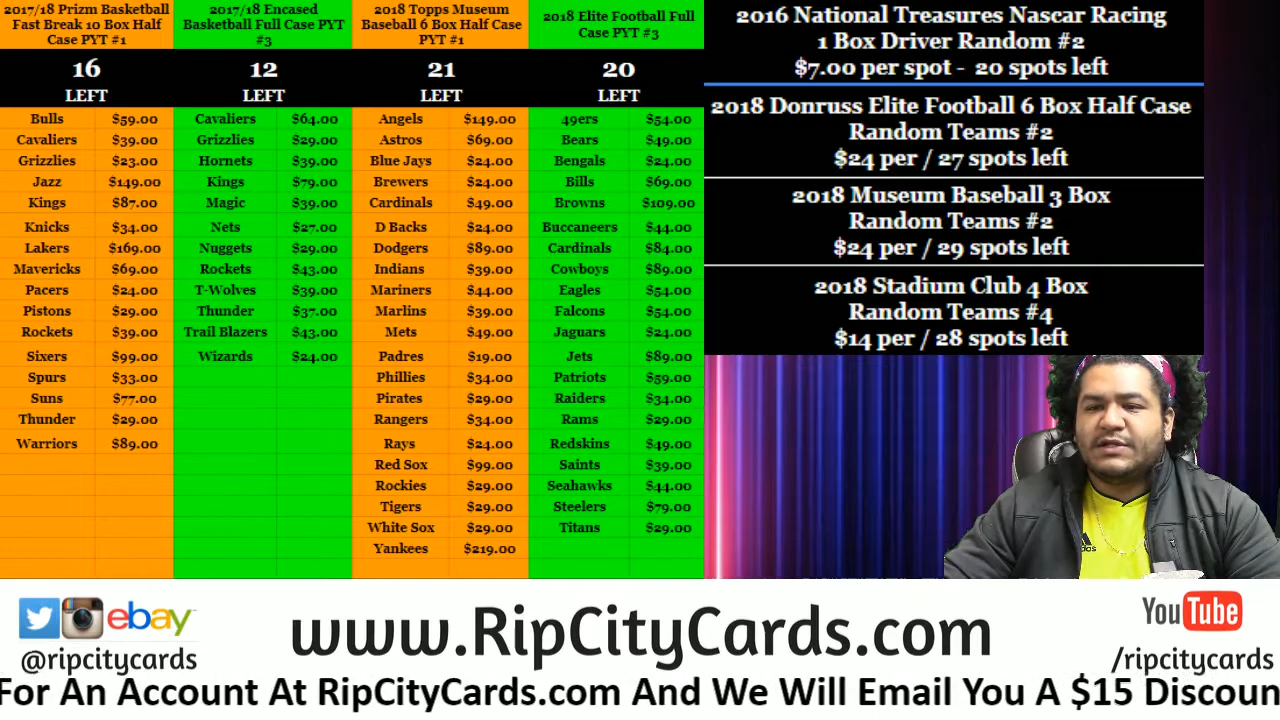 2017/18 Prizm Basketball
Fast Break 10 Box Half
Case PYT #1
16
LEFT
Bulls $59.00
Cavaliers $39.00
Grizzlies $23.00
Jazz $149.00
Kings $87.00
Knicks $34.00
Lakers $169.00
Mavericks $69.00
Pacers $24.00
Pistons $29.00
Rockets $39.00
Sixers $99.00
Spurs $33.00
Suns $77.00
Thunder $29.00
Warriors $89.00
2017/18 Encased
Basketball Full Case PYT
#3
12
LEFT
Cavaliers $64.00
Grizzlies $29.00
Hornets $39.00
Kings $79.00
Magic $39.00
Nets $27.00
Nuggets $29.00
Rockets $43.00
T-Wolves $39.00
Thunder $37.00
Trail Blazers $43.00
Wizards $24.00
2018 Topps Museum
Baseball 6 Box Half Case
PYT #1
21
LEFT
Angels $149.00
Astros $69.00
Blue Jays $24.00
Brewers $24.00
Cardinals $49.00
D Backs $24.00
Dodgers $89.00
Indians $39.00
Mariners $44.00
Marlins $39.00
Mets $49.00
Padres $19.00
Phillies $34.00
Pirates $29.00
Rangers $34.00
Rays $24.00
Red Sox $99.00
Rockies $29.00
Tigers $29.00
White Sox $29.00
Yankees $219.00
2018 Elite Football Full
Case PYT #3
20
LEFT
49ers $54.00
Bears $49.00
Bengals $24.00
Bills $69.00
Browns $109.00
Buccaneers $44.00
Cardinals $84.00
Cowboys $89.00
Eagles $54.00
Falcons $54.00
Jaguars $24.00
Jets $89.00
Patriots $59.00
Raiders $34.00
Rams $29.00
Redskins $49.00
Saints $39.00
Seahawks $44.00
Steelers $79.00
Titans $29.00
2016 National Treasures Nascar Racing
1 Box Driver Random #2
$7.00 per spot - 20 spots left
2018 Donruss Elite Football 6 Box Half Case
Random Teams #2
$24 per / 27 spots left
2018 Museum Baseball 3 Box
Random Teams #2
$24 per / 29 spots left
2018 Stadium Club 4 Box
Random Teams #4
$14 per / 28 spots left
adidas
ebay
@ripcitycards
www.RipCityCards.com
YouTube
/ripcitycards
For An Account At RipCityCards.com And We Will Email You A $15 Discoun